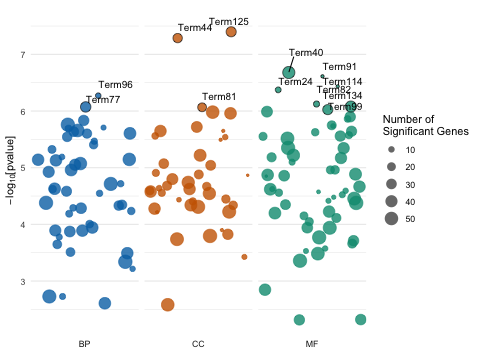 Term44
Term125
Term40
Term91
Term96
Term24
Term114
Term82
Term134
Term77
Term81
Term99
7
6
5
4
3
−log10[pvalue]
BP
CC
MF
Number of
Significant Genes
10
20
30
40
50